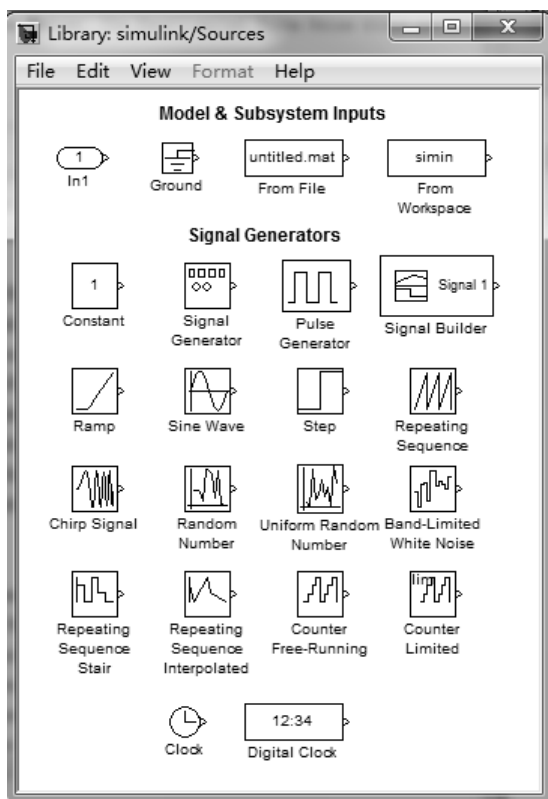 Library: simulink/Sources
File Edit View Format Help
Model & Subsystem Inputs
1
In1
Ground
untitled.mat
From File
simin
From
Workspace
Signal Generators
1
Constant
Signal
Generator
Pulse
Generator
Signal 1
Signal Builder
Ramp
Sine Wave
Step
Repeating
Sequence
Chirp Signal
Random
Number
Uniform Random
Number
Band-Limited
White Noise
Repeating
Sequence
Stair
Repeating
Sequence
Interpolated
Counter
Free-Running
lim
Counter
Limited
Clock
12:34
Digital Clock